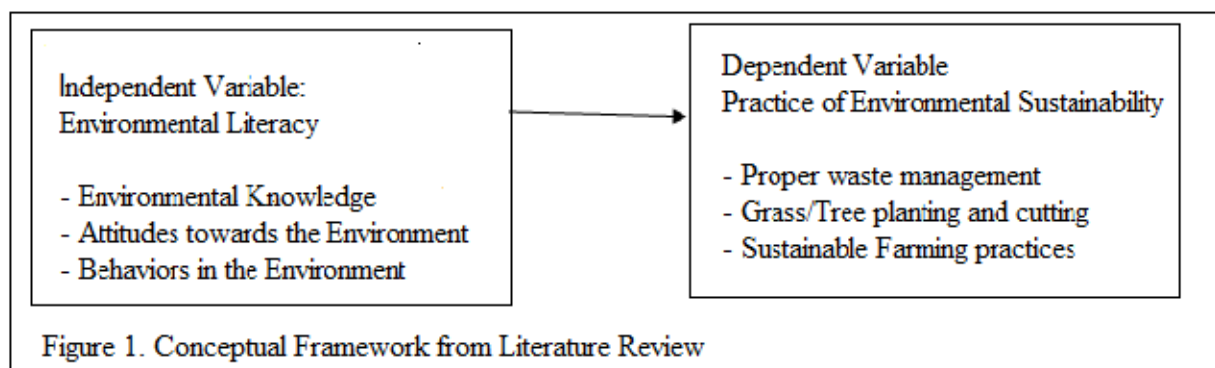 Independent Variable:
Environmental Literacy
- Environmental Knowledge
- Attitudes towards the Environment
- Behaviors in the Environment
Dependent Variable
Practice of Environmental Sustainability
- Proper waste management
- Grass/Tree planting and cutting
- Sustainable Farming practices
Figure 1. Conceptual Framework from Literature Review